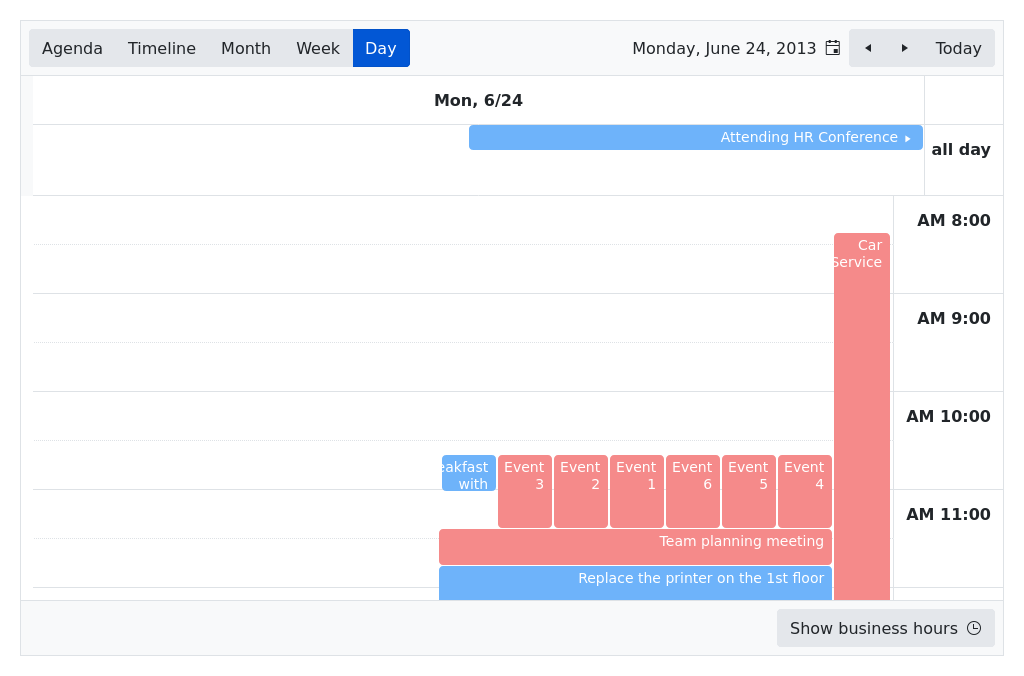 Agenda Timeline Month Week Day Monday, June 24, 2013 Today
Mon, 6/24
Attending HR Conference
all day
AM 8:00
Car
Service
AM 9:00
AM 10:00
with
Event
3
Event
2
Event
1
Event
6
Event
5
Event
4
AM 11:00
Team planning meeting
Replace the printer on the 1st floor
Show business hours